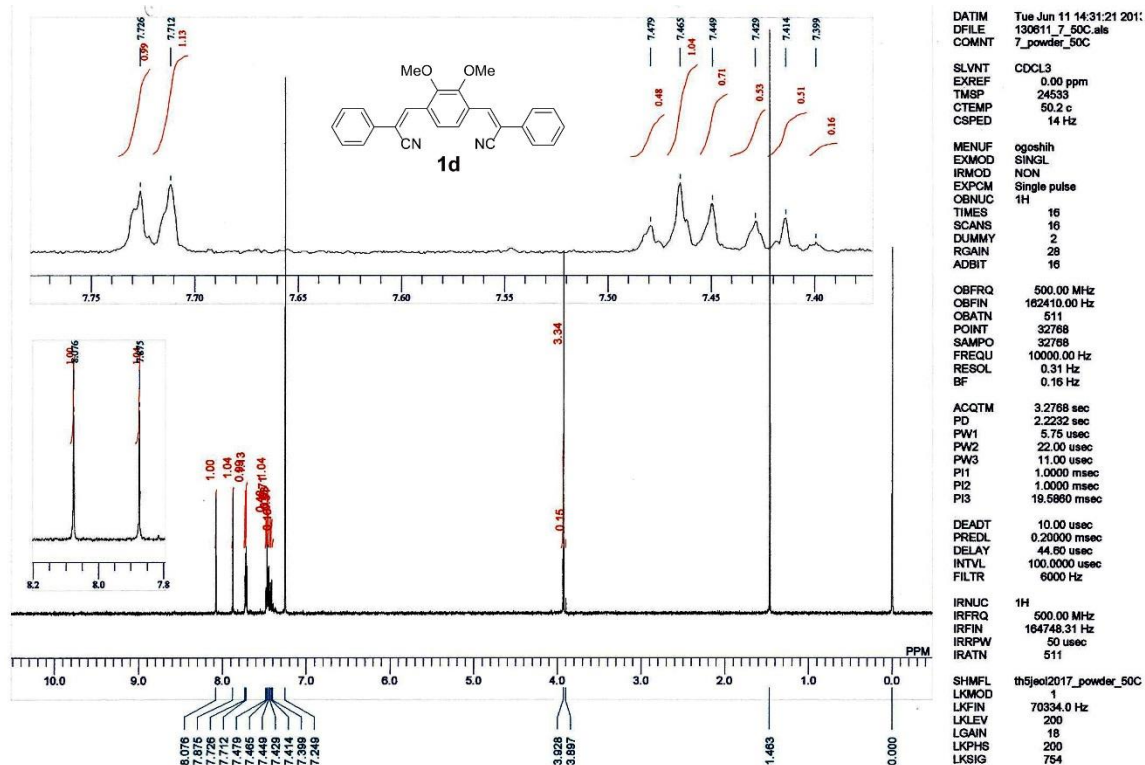 7.726
7.712
7.479
7.465
7.449
7.429
7.414
7.399
0.99
1.13
0.48
1.04
0.71
0.53
0.51
0.16
MeO
OMe
CN
NC
1d
7.75
7.70
7.65
7.60
7.55
7.50
7.45
7.40
1.00
8.076
1.04
7.875
8.2
8.0
7.8
1.00
1.04
1.04
3.34
0.15
PPM
10.0
9.0
8.0
7.0
6.0
5.0
4.0
3.0
2.0
1.0
0.0
8.076
7.875
7.726
7.712
7.479
7.465
7.449
7.429
7.414
7.399
7.249
3.928
3.897
1.463
0.000
DATIM Tue Jun 11 14:31:21 201
DFILE 130611_7_50C.als
COMNT 7_powder_50C
SLVNT CDCL3
EXREF 0.00 ppm
TMSP 24533
CTEMP 50.2 c
CSPED 14 Hz
MENUF ogoshih
EXMOD SINGL
IRMOD NON
EXPCM Single pulse
OBNUC 1H
TIMES 16
SCANS 16
DUMMY 2
RGAIN 28
ADBIT 16
OBFRQ 500.00 MHz
OBFIN 162410.00 Hz
OBATN 511
POINT 32768
SAMPO 32768
FREQU 10000.00 Hz
RESOL 0.31 Hz
BF 0.16 Hz
ACQTM 3.2768 sec
PD 2.2232 sec
PW1 5.75 usec
PW2 22.00 usec
PW3 11.00 usec
PI1 1.0000 msec
PI2 1.0000 msec
PI3 19.5860 msec
DEADT 10.00 usec
PREDL 0.20000 msec
DELAY 44.60 usec
INTVL 100.0000 usec
FILTR 6000 Hz
IRNUC 1H
IRFRQ 500.00 MHz
IRFIN 164748.31 Hz
IRRPW 50 usec
IRATN 511
SHMFL th5jeol2017_powder_50C
LKMOD 1
LKFIN 70334.0 Hz
LKLEV 200
LGAIN 18
LKPHS 200
LKSIG 754